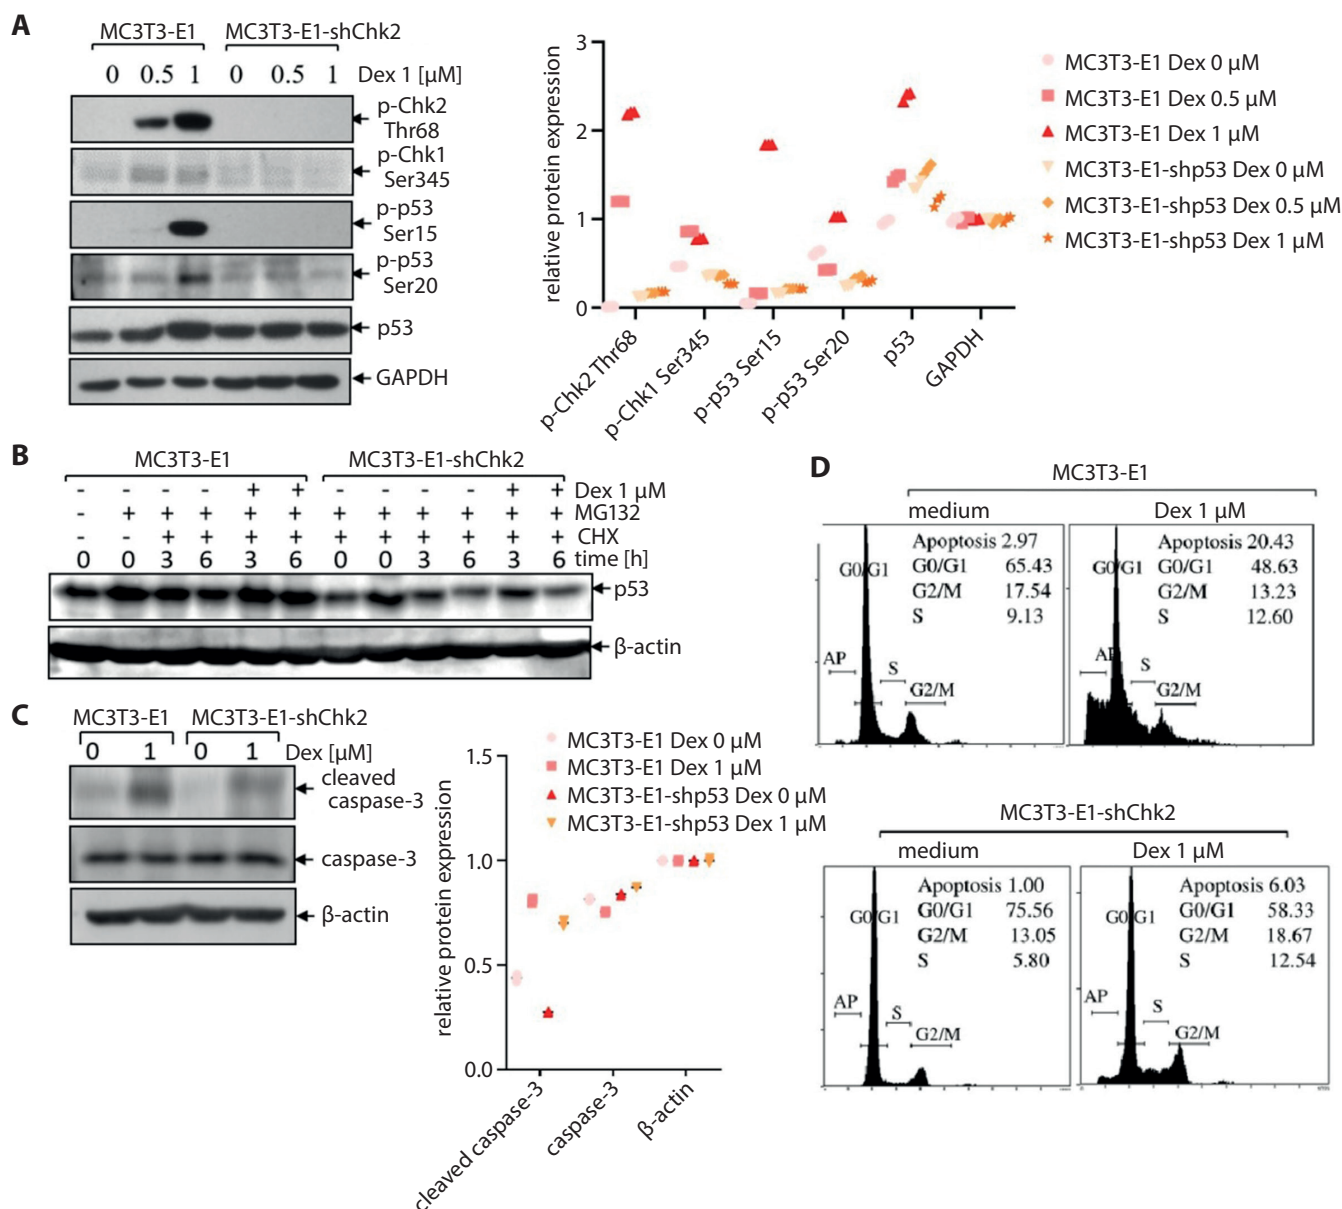 A
MC3T3-E1 MC3T3-E1-shChk2
0 0.5 1 0 0.5 1 Dex 1 [µM]
p-Chk2
Thr68
p-Chk1
Ser345
p-p53
Ser15
p-p53
Ser20
p53
GAPDH
relative protein expression
3
2
1
0
p-Chk2 Thr68
p-Chk1 Ser345
p-p53 Ser15
p-p53 Ser20
p53
GAPDH
MC3T3-E1 Dex 0 µM
MC3T3-E1 Dex 0.5 µM
MC3T3-E1 Dex 1 µM
MC3T3-E1-shp53 Dex 0 µM
MC3T3-E1-shp53 Dex 0.5 µM
MC3T3-E1-shp53 Dex 1 µM
B
MC3T3-E1 MC3T3-E1-shChk2
- - - - + + - - - - + + Dex 1 µM
- + + + + + + + + + + + MG132
- - + + + + + + + + + + CHX
0 0 3 6 3 6 0 0 3 6 3 6 time [h]
p53
β-actin
C
MC3T3-E1 MC3T3-E1-shChk2
0 1 0 1 Dex [µM]
cleaved
caspase-3
caspase-3
β-actin
relative protein expression
1.5
1.0
0.5
0.0
cleaved caspase-3
caspase-3
β-actin
MC3T3-E1 Dex 0 µM
MC3T3-E1 Dex 1 µM
MC3T3-E1-shp53 Dex 0 µM
MC3T3-E1-shp53 Dex 1 µM
D
MC3T3-E1
medium
Apoptosis 2.97
G0/G1 65.43
G2/M 17.54
S 9.13
G0/G1
AP
S
G2/M
Dex 1 µM
Apoptosis 20.43
G0/G1 48.63
G2/M 13.23
S 12.60
G0/G1
AP
S
G2/M
MC3T3-E1-shChk2
medium
Apoptosis 1.00
G0/G1 75.56
G2/M 13.05
S 5.80
G0/G1
AP
S
G2/M
Dex 1 µM
Apoptosis 6.03
G0/G1 58.33
G2/M 18.67
S 12.54
G0/G1
AP
S
G2/M